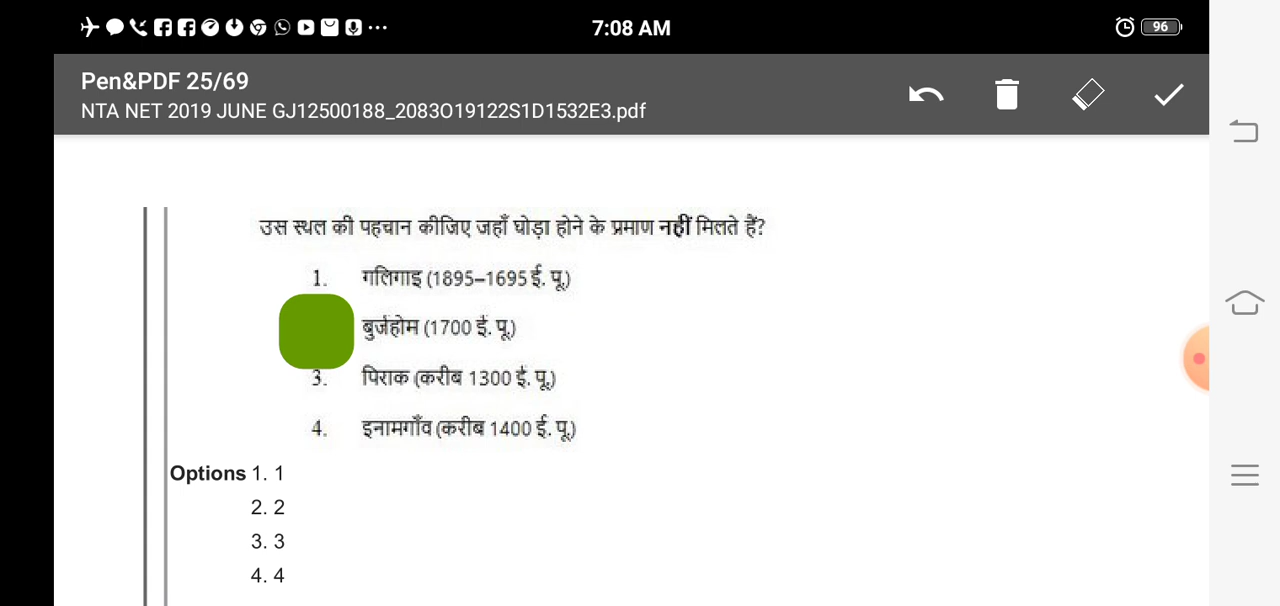 7:08 AM
96
Pen&PDF 25/69
NTA NET 2019 JUNE GJ12500188_2083O19122S1D1532E3.pdf
उस स्थल की पहचान कीजिए जहाँ घोड़ा होने के प्रमाण नहीं मिलते हैं?
1. गलिगाइ (1895–1695 ई. पू.)
बुर्जहोम (1700 ई. पू.)
3. पिराक (करीब 1300 ई. पू.)
4. इनामगाँव (करीब 1400 ई. पू.)
Options 1. 1
2. 2
3. 3
4. 4